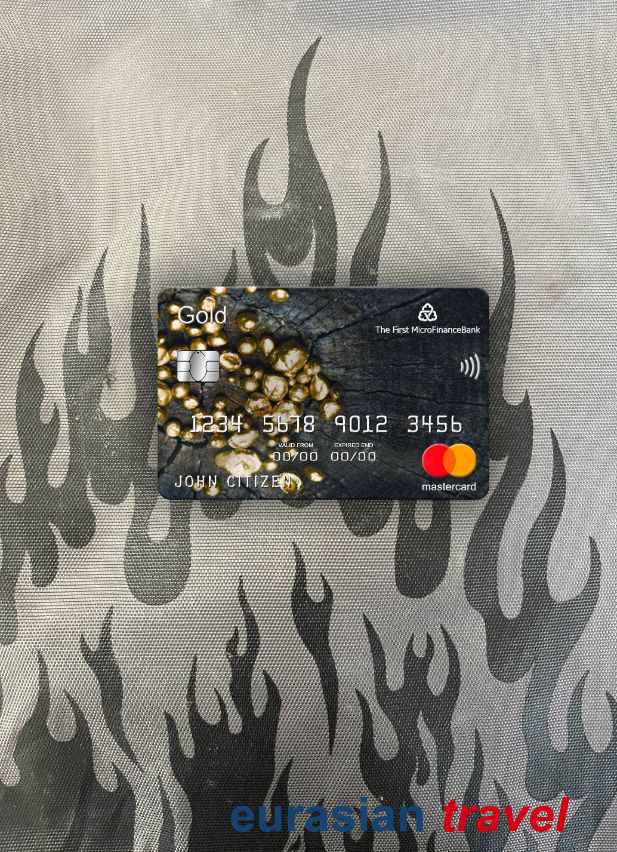 Gold
The First MicroFinanceBank
1234 5678 9012 3456
VALID FROM EXPIRED END
00/00 00/00
JOHN CITIZEN
mastercard
eurasian travel